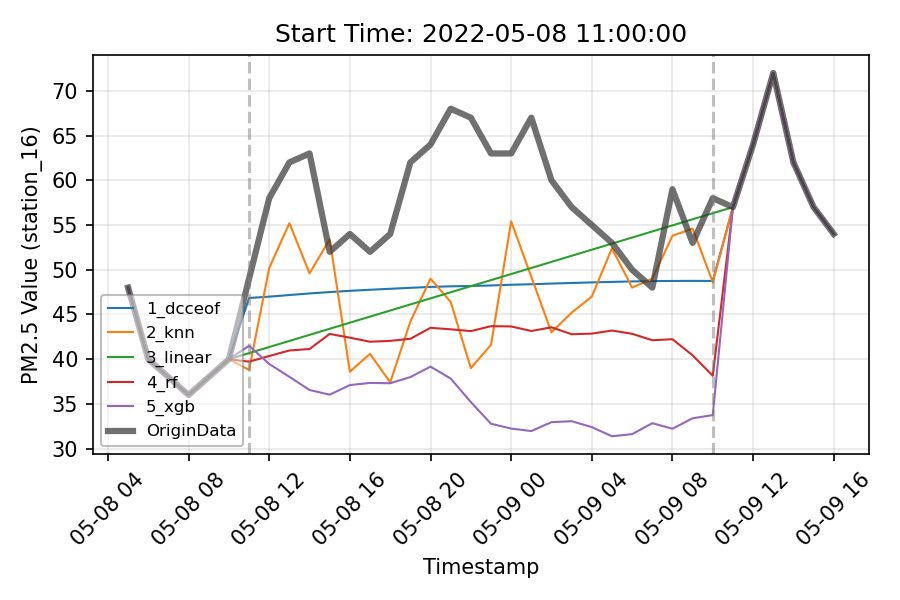 Start Time: 2022-05-08 11:00:00
PM2.5 Value (station_16)
70
65
60
55
50
45
40
35
30
1_dcceof
2_knn
3_linear
4_rf
5_xgb
OriginData
05-08 04
05-08 08
05-08 12
05-08 16
05-08 20
05-09 00
05-09 04
05-09 08
05-09 12
05-09 16
Timestamp